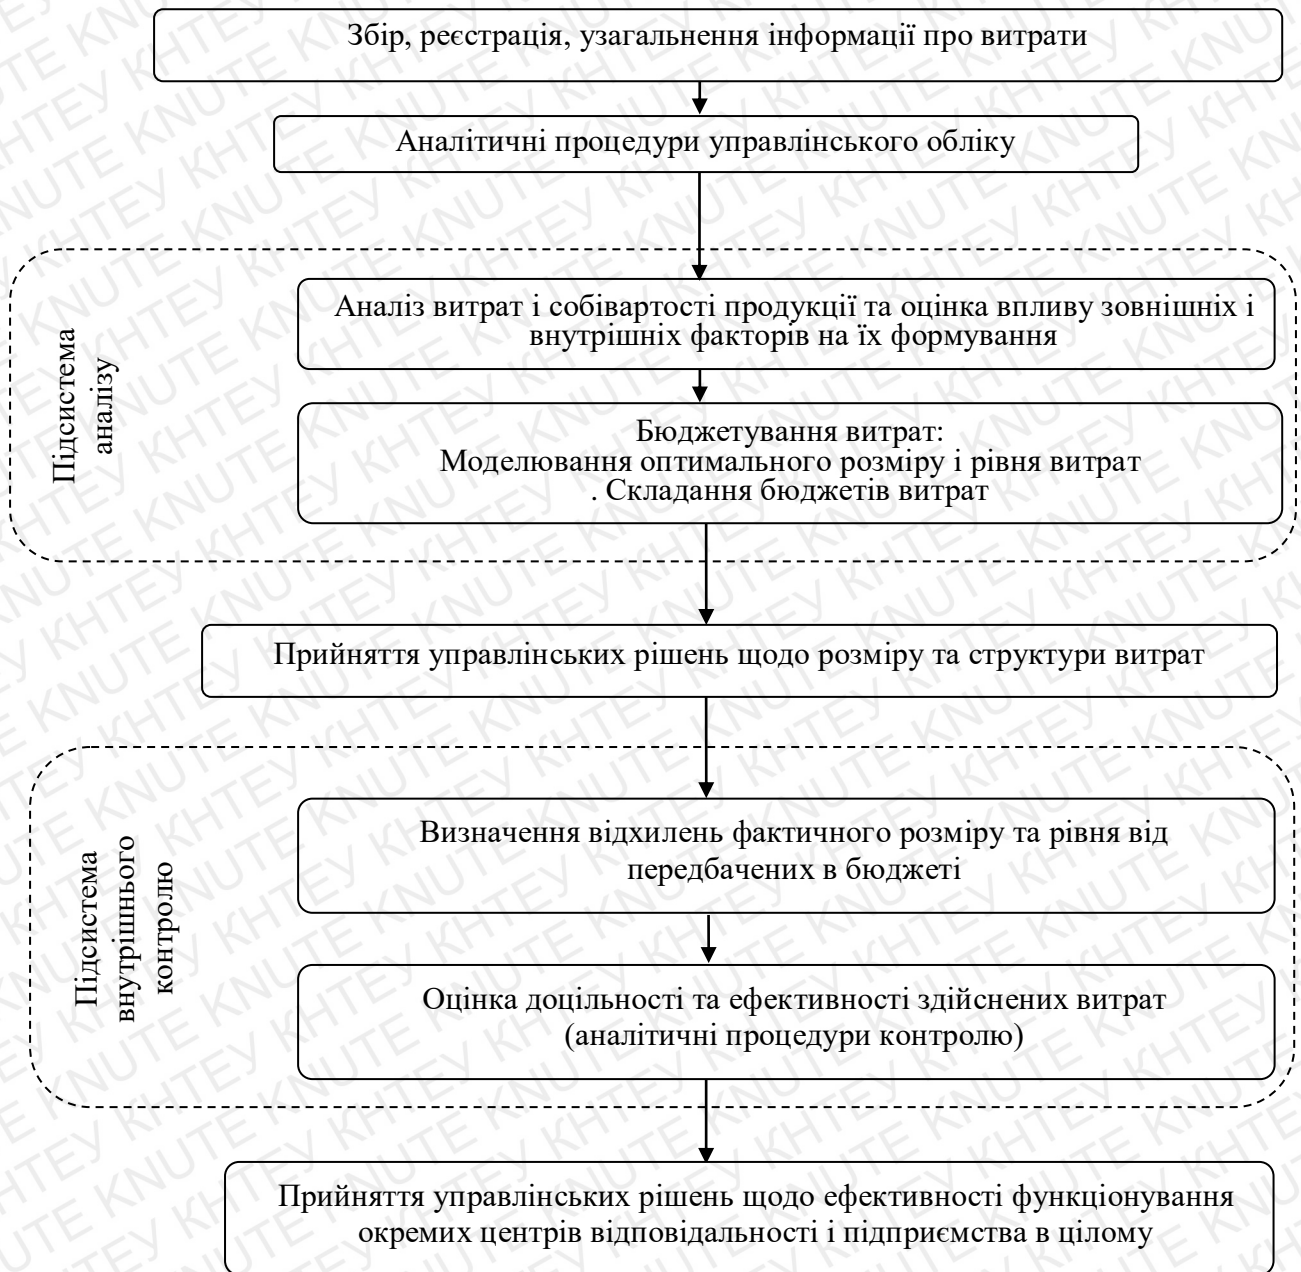 Збір, реєстрація, узагальнення інформації про витрати
Аналітичні процедури управлінського обліку
Підсистема
аналізу
Аналіз витрат і собівартості продукції та оцінка впливу зовнішніх і
внутрішніх факторів на їх формування
Бюджетування витрат:
Моделювання оптимального розміру і рівня витрат
. Складання бюджетів витрат
Прийняття управлінських рішень щодо розміру та структури витрат
Підсистема
внутрішнього
контролю
Визначення відхилень фактичного розміру та рівня від
передбачених в бюджеті
Оцінка доцільності та ефективності здійснених витрат
(аналітичні процедури контролю)
Прийняття управлінських рішень щодо ефективності функціонування
окремих центрів відповідальності і підприємства в цілому